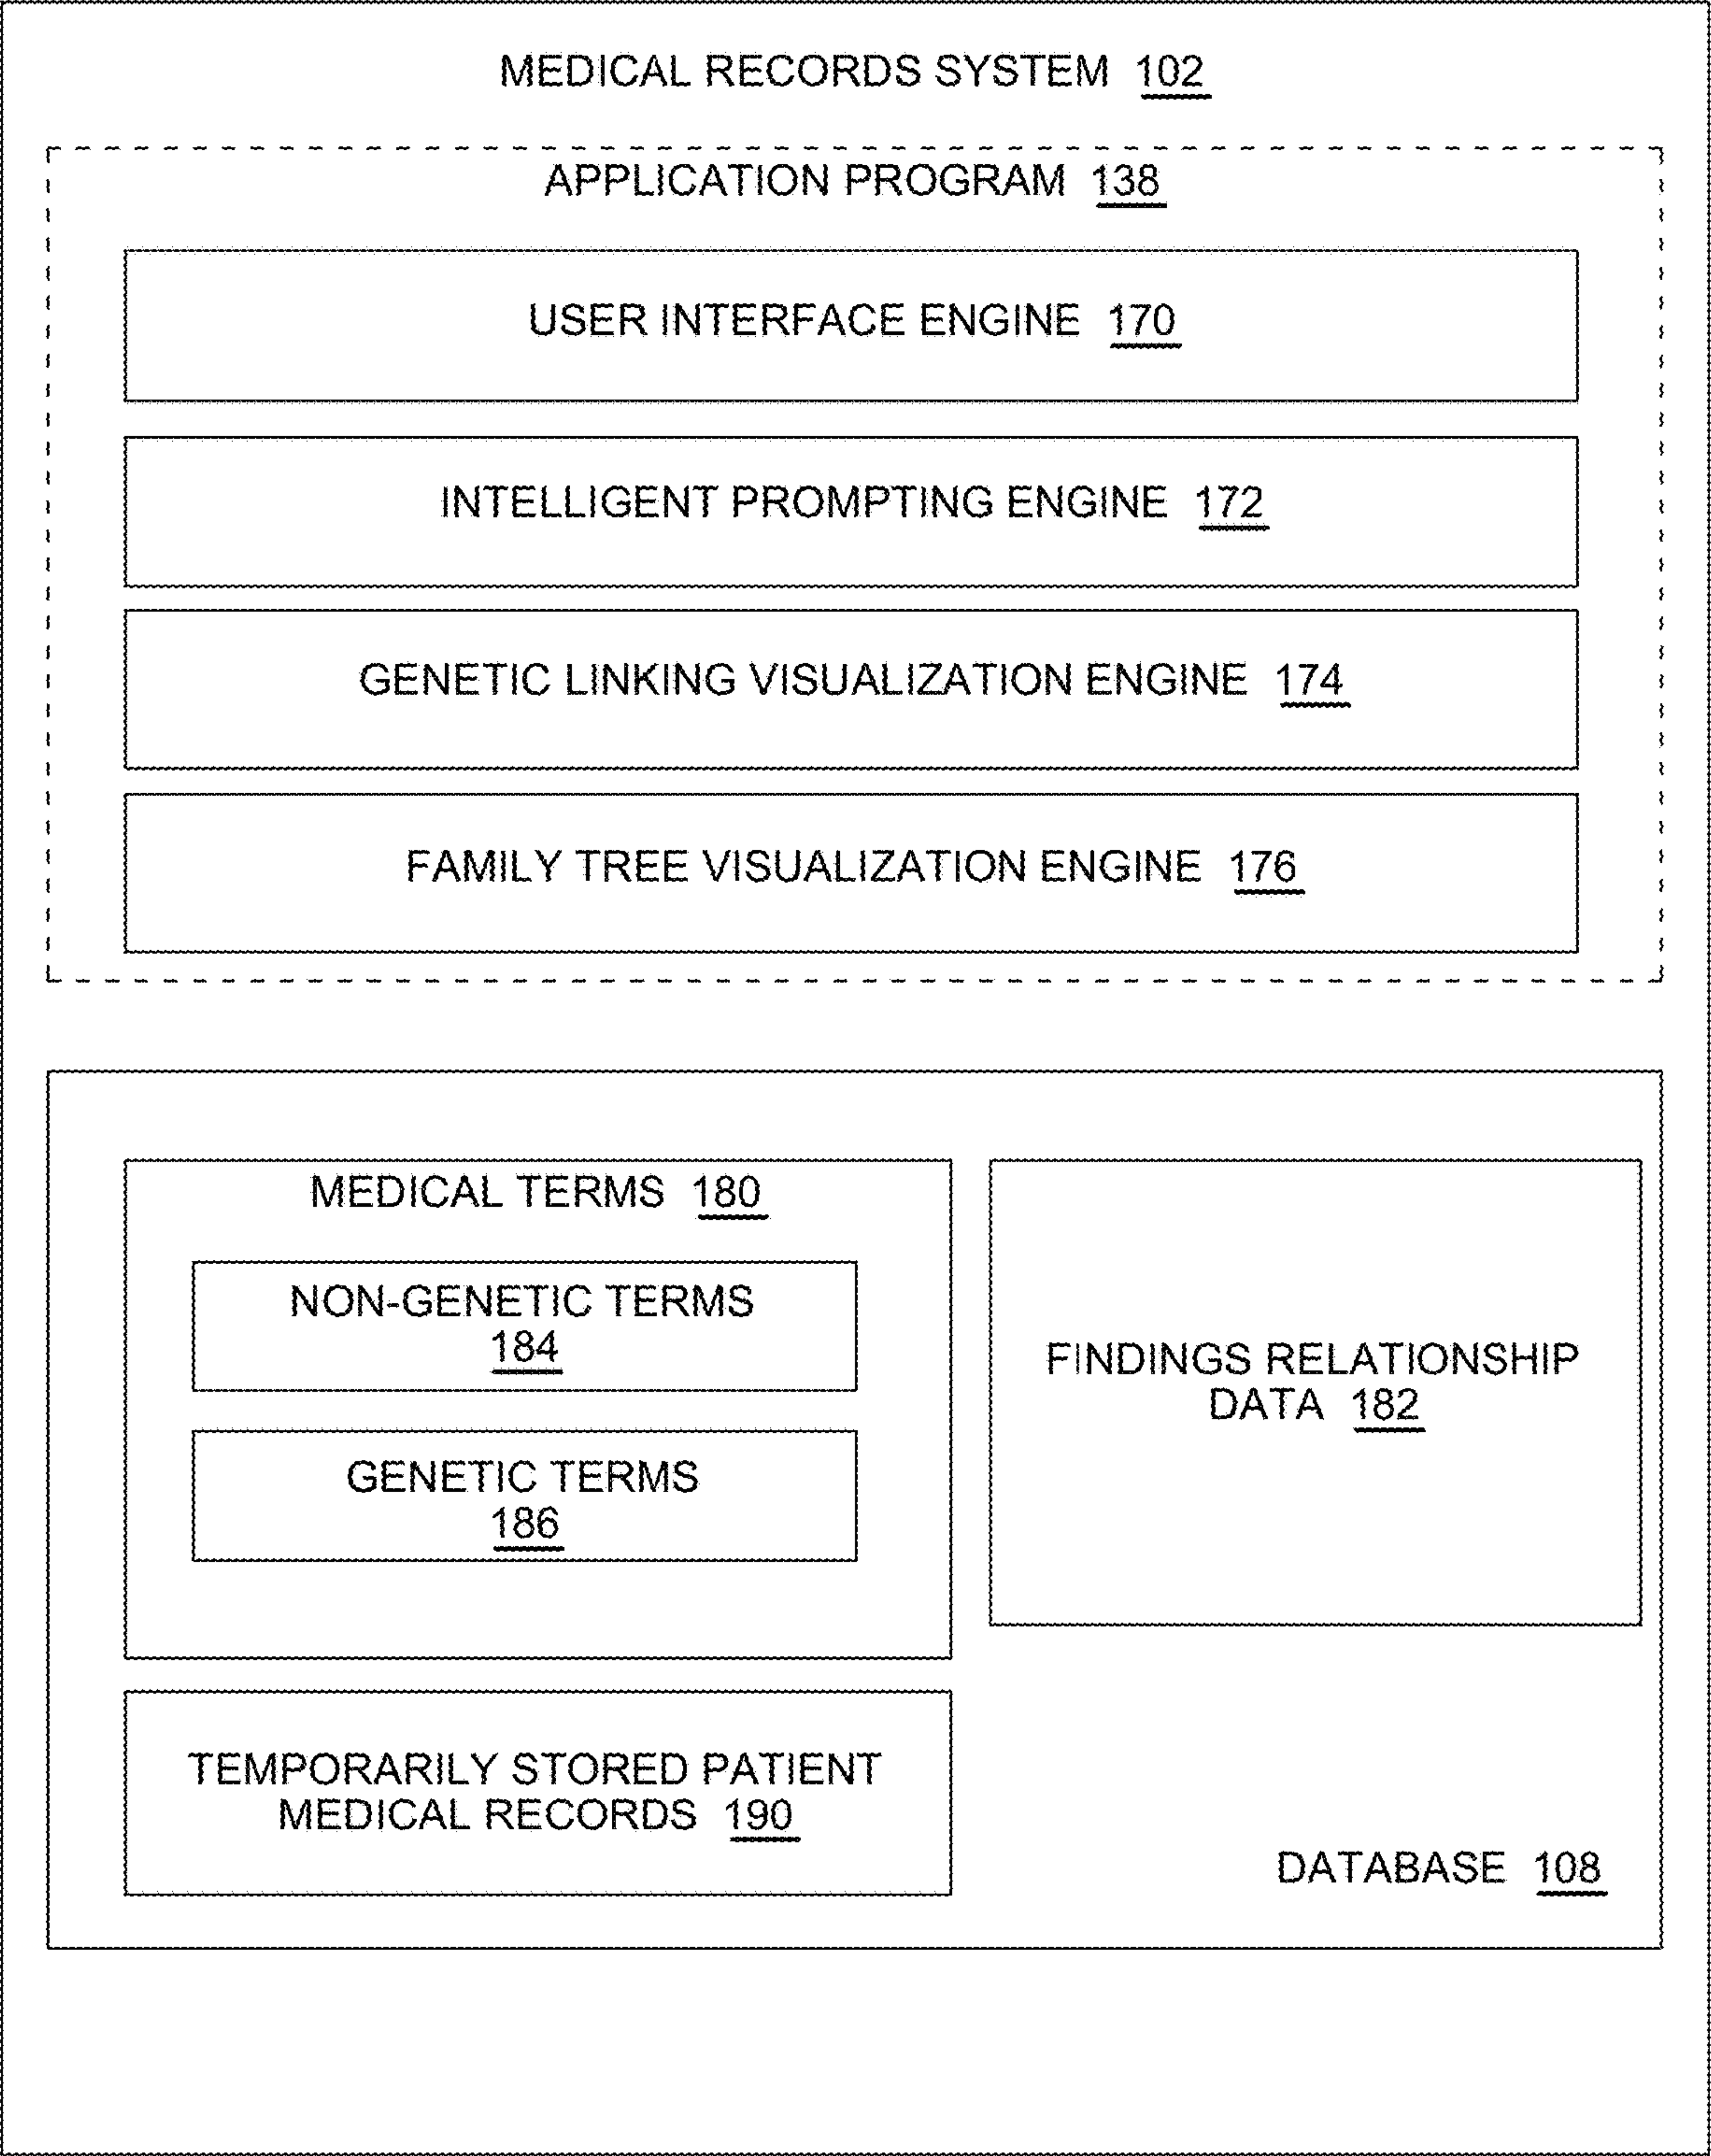 MEDICAL RECORDS SYSTEM 102
APPLICATION PROGRAM 138
USER INTERFACE ENGINE 170
INTELLIGENT PROMPTING ENGINE 172
GENETIC LINKING VISUALIZATION ENGINE 174
FAMILY TREE VISUALIZATION ENGINE 176
MEDICAL TERMS 180
NON-GENETIC TERMS
184
GENETIC TERMS
186
FINDINGS RELATIONSHIP
DATA 182
TEMPORARILY STORED PATIENT
MEDICAL RECORDS 190
DATABASE 108